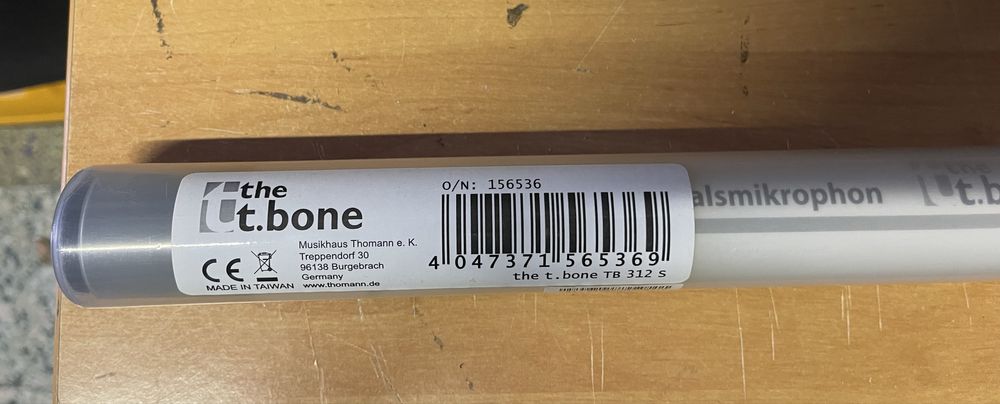 the
t.bone
Musikhaus Thomann e. K.
Treppendorf 30
96138 Burgebrach
Germany
www.thomann.de
CE
MADE IN TAIWAN
O/N: 156536
4 047371 565369
the t.bone TB 312 S
alsmikrophon
the
t.b